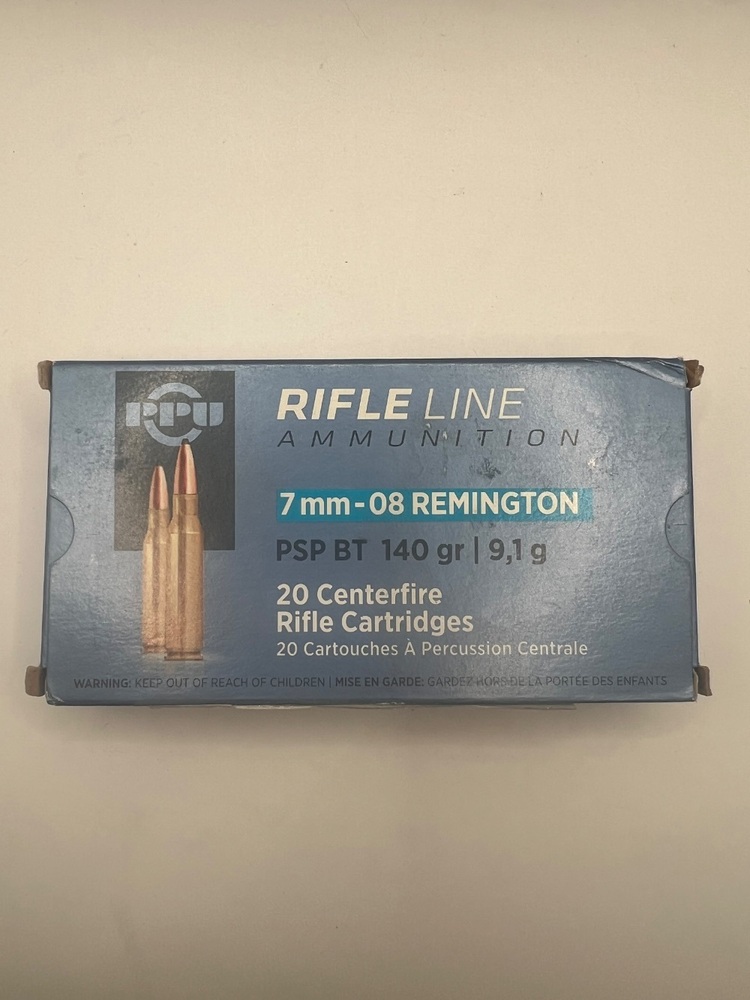 PPU
RIFLE LINE
AMMUNITION
7 mm - 08 REMINGTON
PSP BT 140 gr | 9,1 g
20 Centerfire
Rifle Cartridges
20 Cartouches À Percussion Centrale
WARNING: KEEP OUT OF REACH OF CHILDREN | MISE EN GARDE: GARDEZ HORS DE LA PORTÉE DES ENFANTS